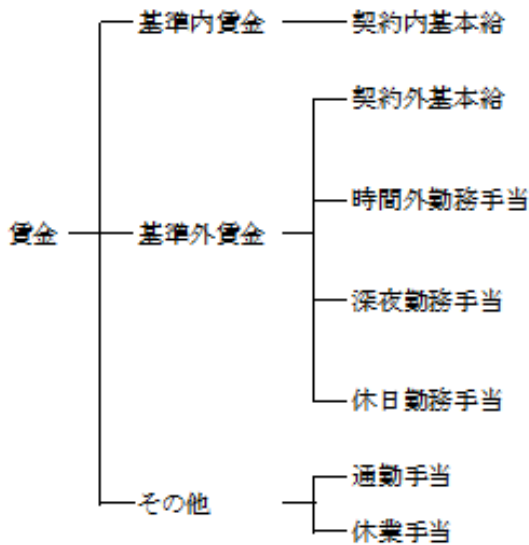 基準内賃金 契約内基本給
契約外基本給
時間外勤務手当
賃金 基準外賃金
深夜勤務手当
休日勤務手当
通勤手当
その他
休業手当